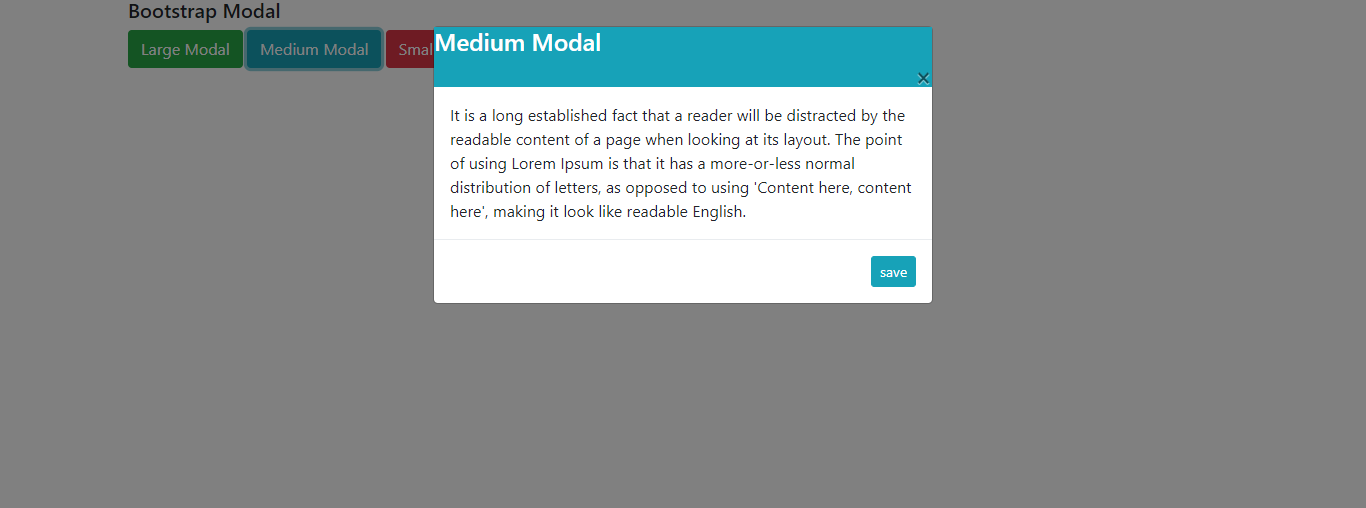 Bootstrap Modal
Large Modal
Medium Modal
Smal
Medium Modal
×
It is a long established fact that a reader will be distracted by the
readable content of a page when looking at its layout. The point
of using Lorem Ipsum is that it has a more-or-less normal
distribution of letters, as opposed to using 'Content here, content
here', making it look like readable English.
save